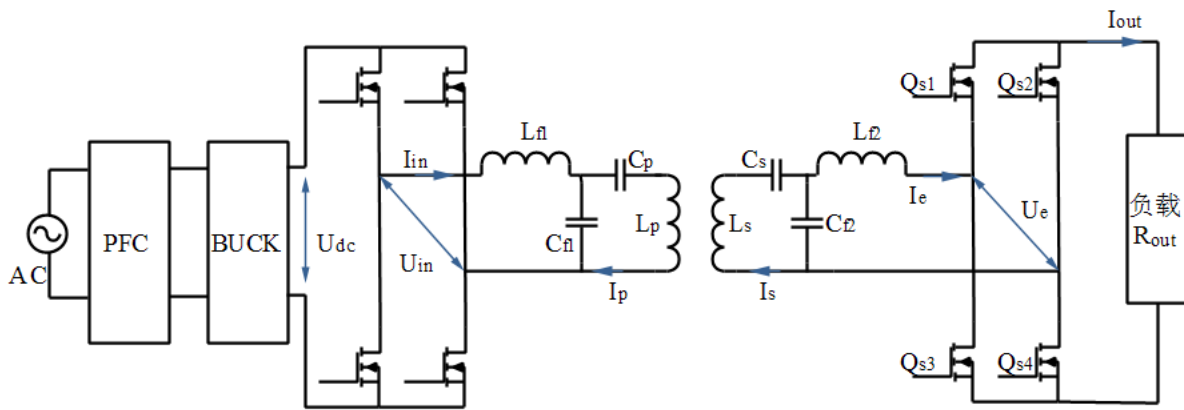 AC
PFC
BUCK
Udc
Uin
Iin
Lf1
Cf1
Cp
Lp
Ip
Ls
Cs
Is
Cf2
Lf2
Ie
Ue
Qs1
Qs2
Qs3
Qs4
Iout
负载
Rout